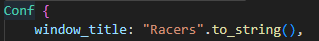 Conf {
    window_title: "Racers".to_string(),